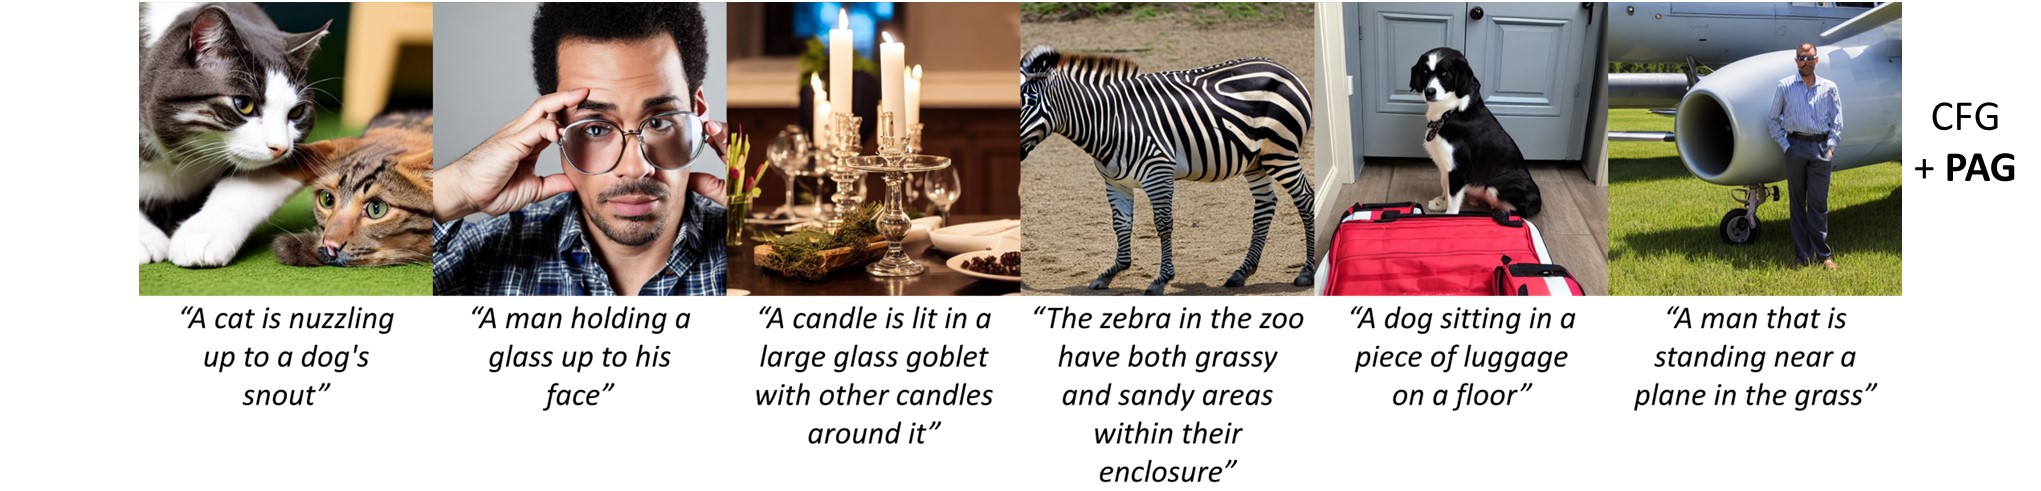 CFG
+ PAG
“A cat is nuzzling
up to a dog's
snout”
“A man holding a
glass up to his
face”
“A candle is lit in a
large glass goblet
with other candles
around it”
“The zebra in the zoo
have both grassy
and sandy areas
within their
enclosure”
“A dog sitting in a
piece of luggage
on a floor”
“A man that is
standing near a
plane in the grass”